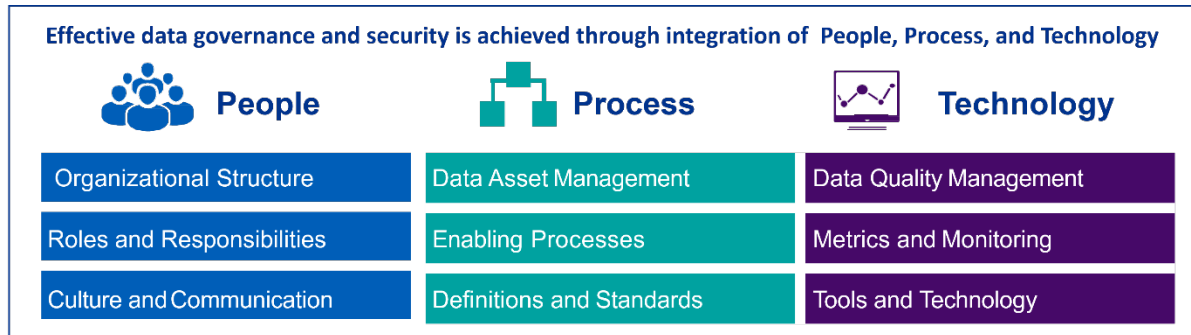 Effective data governance and security is achieved through integration of People, Process, and Technology
People
Process
Technology
Organizational Structure
Data Asset Management
Data Quality Management
Roles and Responsibilities
Enabling Processes
Metrics and Monitoring
Culture and Communication
Definitions and Standards
Tools and Technology